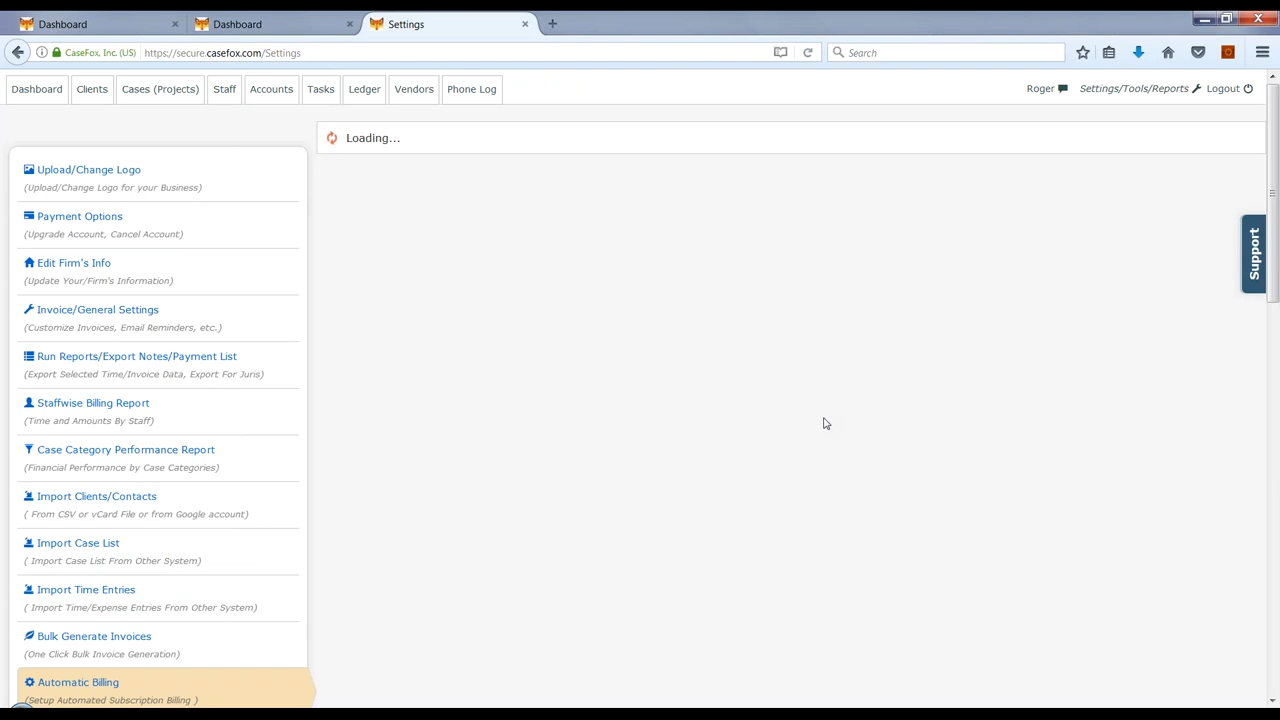 Dashboard
Dashboard
Settings
CaseFox, Inc. (US)
https://secure.casefox.com/Settings
Search
Dashboard
Clients
Cases (Projects)
Staff
Accounts
Tasks
Ledger
Vendors
Phone Log
Roger
Settings/Tools/Reports
Logout
Loading...
Upload/Change Logo
(Upload/Change Logo for your Business)
Payment Options
(Upgrade Account, Cancel Account)
Edit Firm's Info
(Update Your/Firm's Information)
Invoice/General Settings
(Customize Invoices, Email Reminders, etc.)
Run Reports/Export Notes/Payment List
(Export Selected Time/Invoice Data, Export For Juris)
Staffwise Billing Report
(Time and Amounts By Staff)
Case Category Performance Report
(Financial Performance by Case Categories)
Import Clients/Contacts
( From CSV or vCard File or from Google account)
Import Case List
( Import Case List From Other System)
Import Time Entries
( Import Time/Expense Entries From Other System)
Bulk Generate Invoices
(One Click Bulk Invoice Generation)
Automatic Billing
(Setup Automated Subscription Billing )
Support